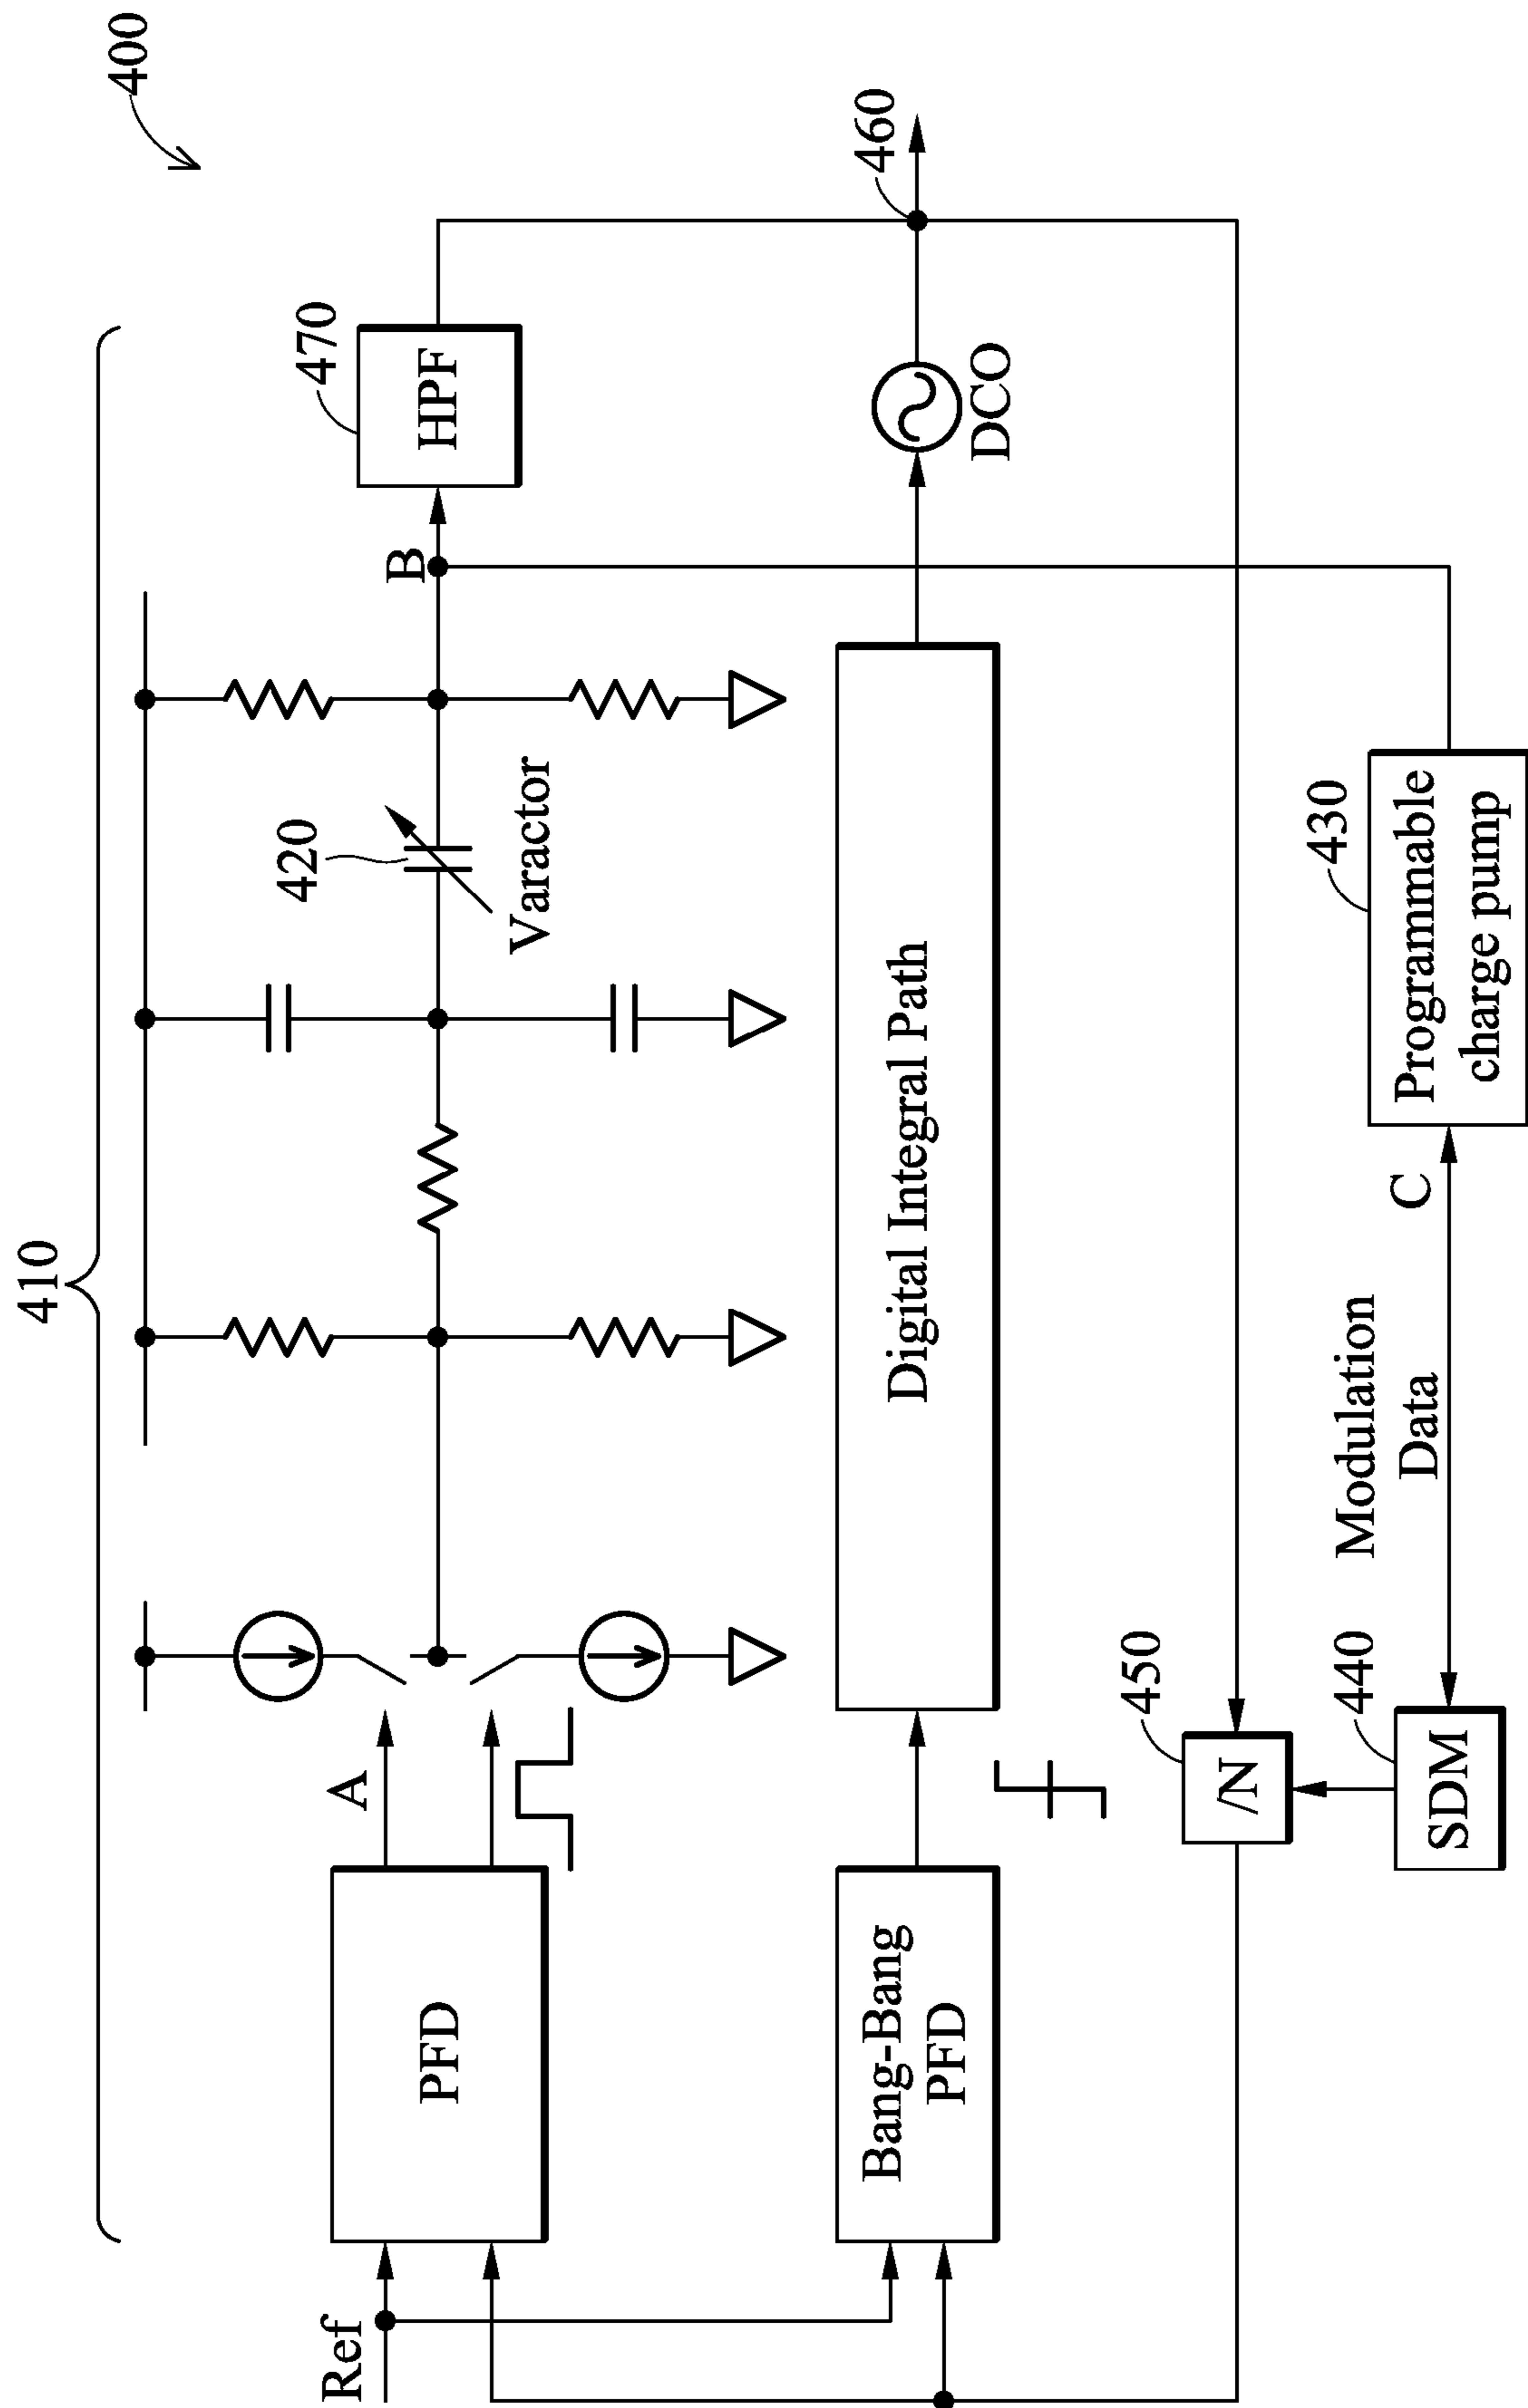 400
410
Ref
PFD
A
420
Varactor
B
470
HPF
460
Bang-Bang
PFD
Digital Integral Path
DCO
450
/N
440
SDM
Modulation
Data
C
430
Programmable
charge pump